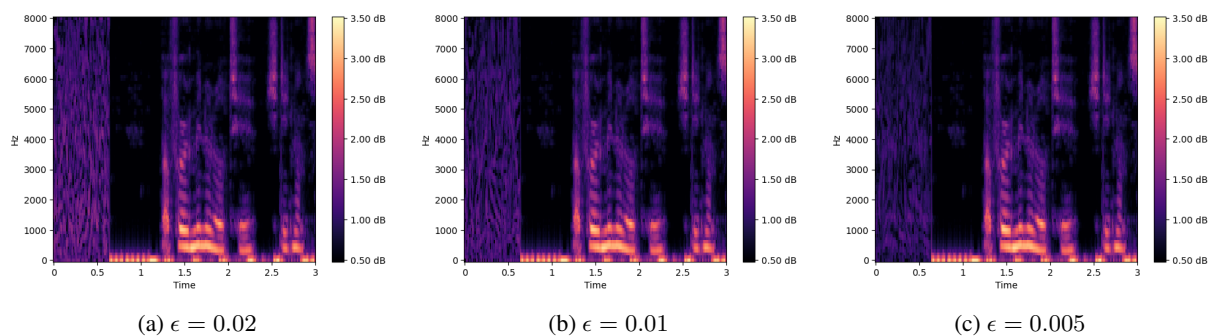 8000
7000
6000
5000
4000
3000
2000
1000
0
Hz
0 0.5 1 1.5 2 2.5 3
Time
3.50 dB
3.00 dB
2.50 dB
2.00 dB
1.50 dB
1.00 dB
0.50 dB
(a) ϵ = 0.02
8000
7000
6000
5000
4000
3000
2000
1000
0
Hz
0 0.5 1 1.5 2 2.5 3
Time
3.50 dB
3.00 dB
2.50 dB
2.00 dB
1.50 dB
1.00 dB
0.50 dB
(b) ϵ = 0.01
8000
7000
6000
5000
4000
3000
2000
1000
0
Hz
0 0.5 1 1.5 2 2.5 3
Time
3.50 dB
3.00 dB
2.50 dB
2.00 dB
1.50 dB
1.00 dB
0.50 dB
(c) ϵ = 0.005